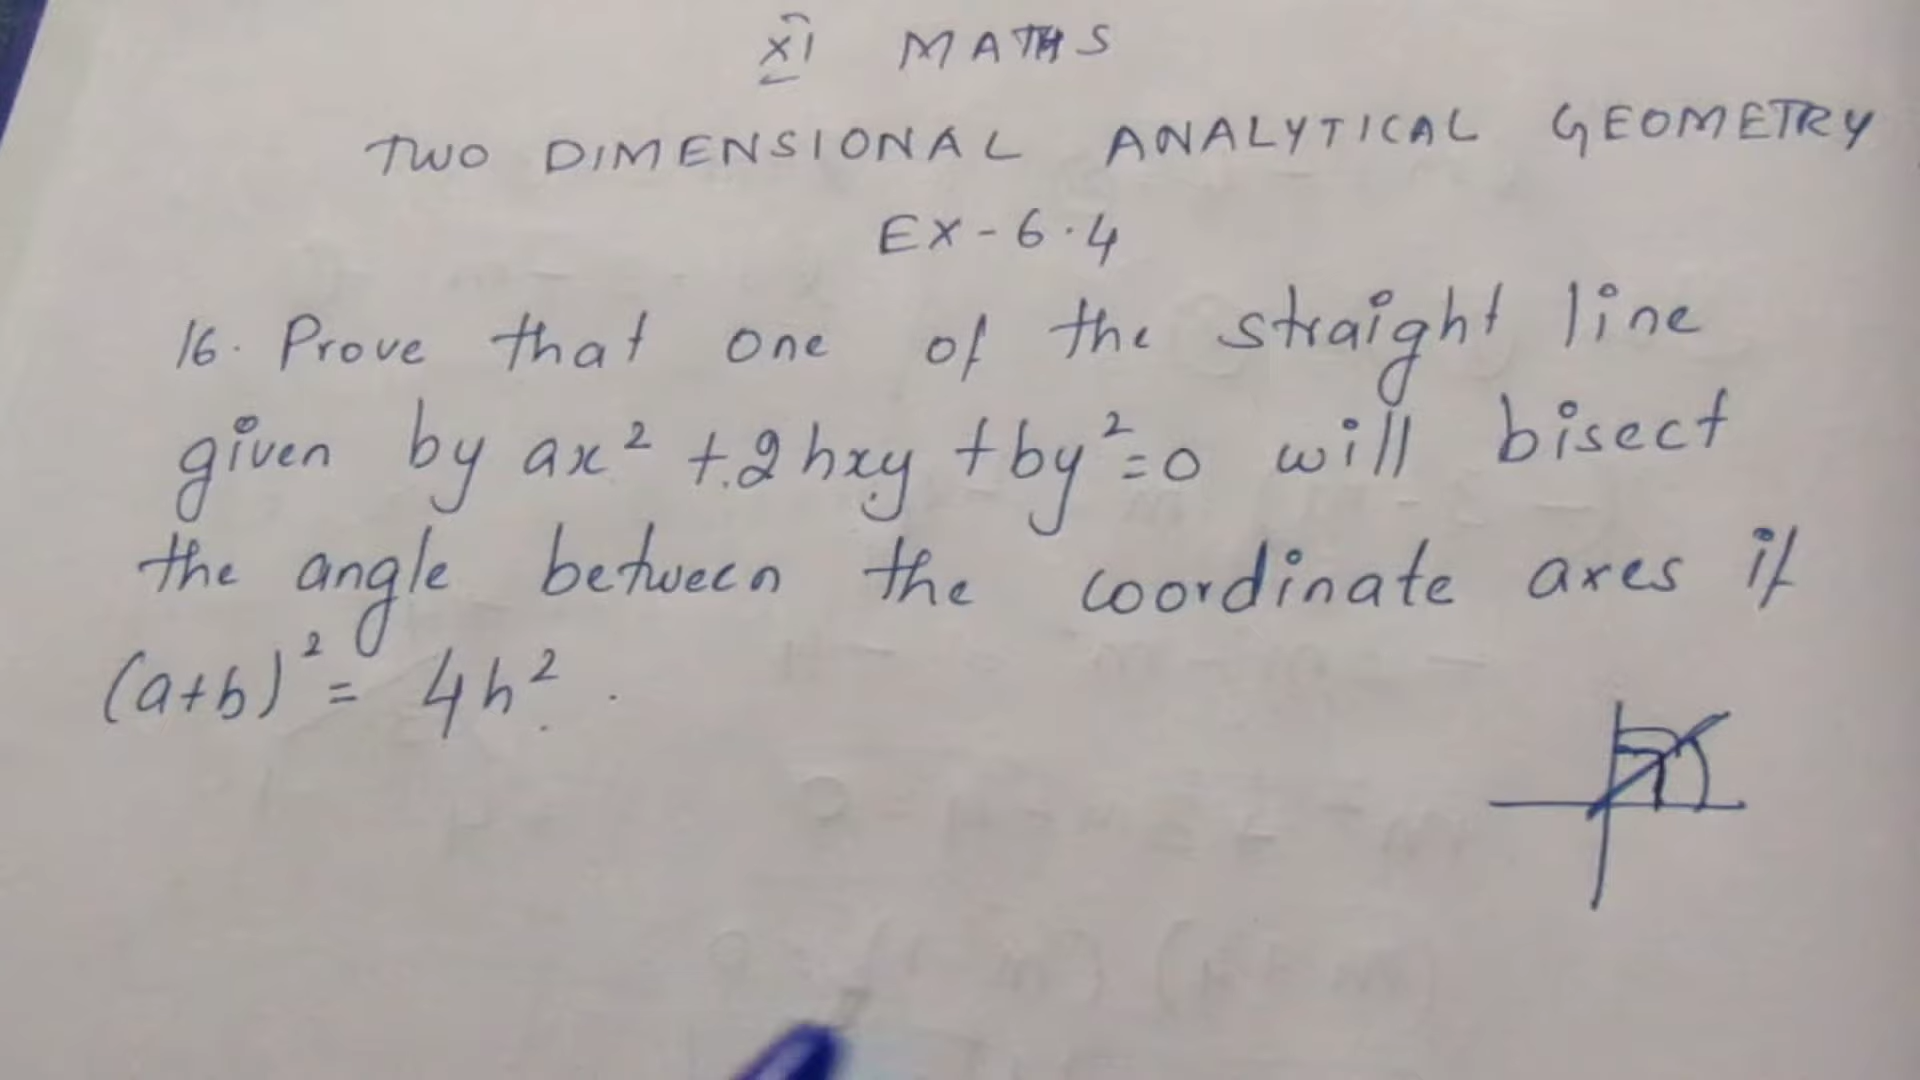 XI MATHS
TWO DIMENSIONAL ANALYTICAL GEOMETRY
EX - 6.4
16. Prove that one of the straight line
given by ax² + 2hxy + by² = 0 will bisect
the angle between the coordinate axes if
(a+b)² = 4h².